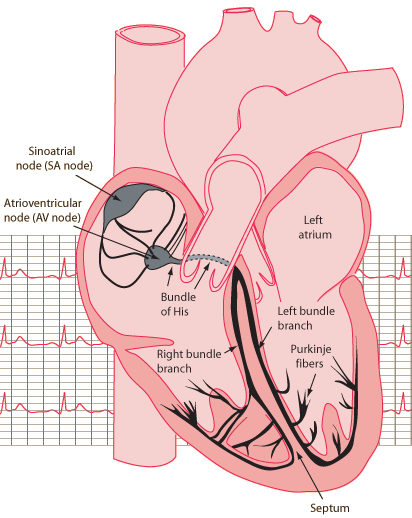 Sinoatrial
node (SA node)
Atrioventricular
node (AV node)
Left
atrium
Bundle
of His
Left bundle
branch
Right bundle
branch
Purkinje
fibers
Septum